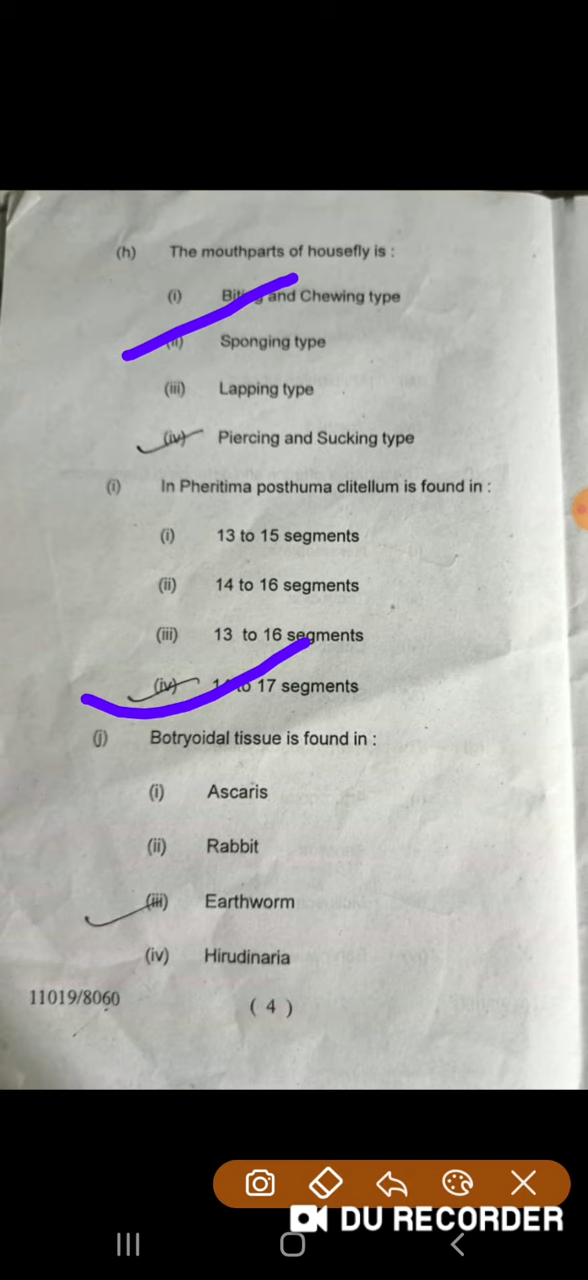 (h) The mouthparts of housefly is :
(i) Biting and Chewing type
(ii) Sponging type
(iii) Lapping type
(iv) Piercing and Sucking type
(i) In Pheritima posthuma clitellum is found in :
(i) 13 to 15 segments
(ii) 14 to 16 segments
(iii) 13 to 16 segments
(iv) 14 to 17 segments
(j) Botryoidal tissue is found in :
(i) Ascaris
(ii) Rabbit
(iii) Earthworm
(iv) Hirudinaria
11019/8060
( 4 )
DU RECORDER